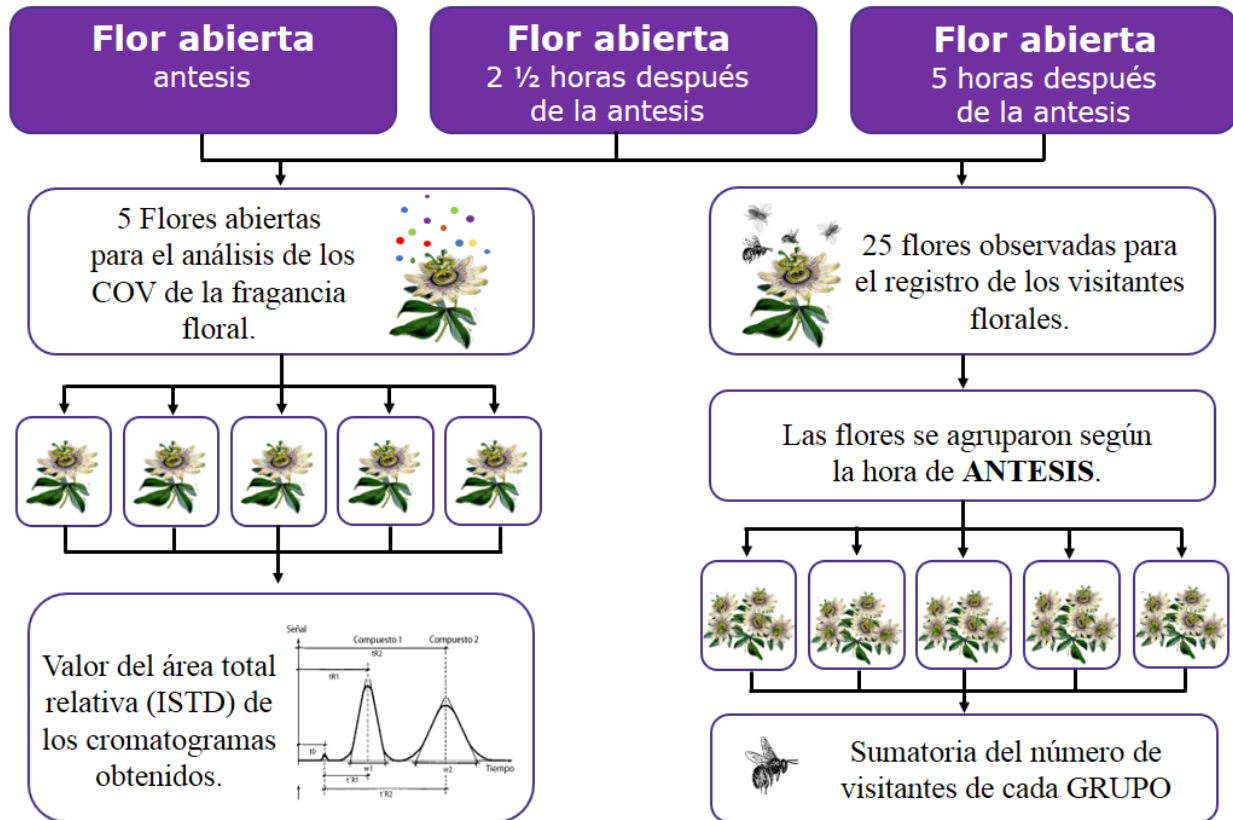 Flor abierta
antesis
Flor abierta
2 ½ horas después
de la antesis
Flor abierta
5 horas después
de la antesis
5 Flores abiertas
para el análisis de los
COV de la fragancia
floral.
25 flores observadas para
el registro de los visitantes
florales.
Las flores se agruparon según
la hora de ANTESIS.
Valor del área total
relativa (ISTD) de
los cromatogramas
obtenidos.
Señal
Compuesto 1
Compuesto 2
tR2
tR1
t0
w1
w2
Tiempo
t'R1
t'R2
Sumatoria del número de
visitantes de cada GRUPO